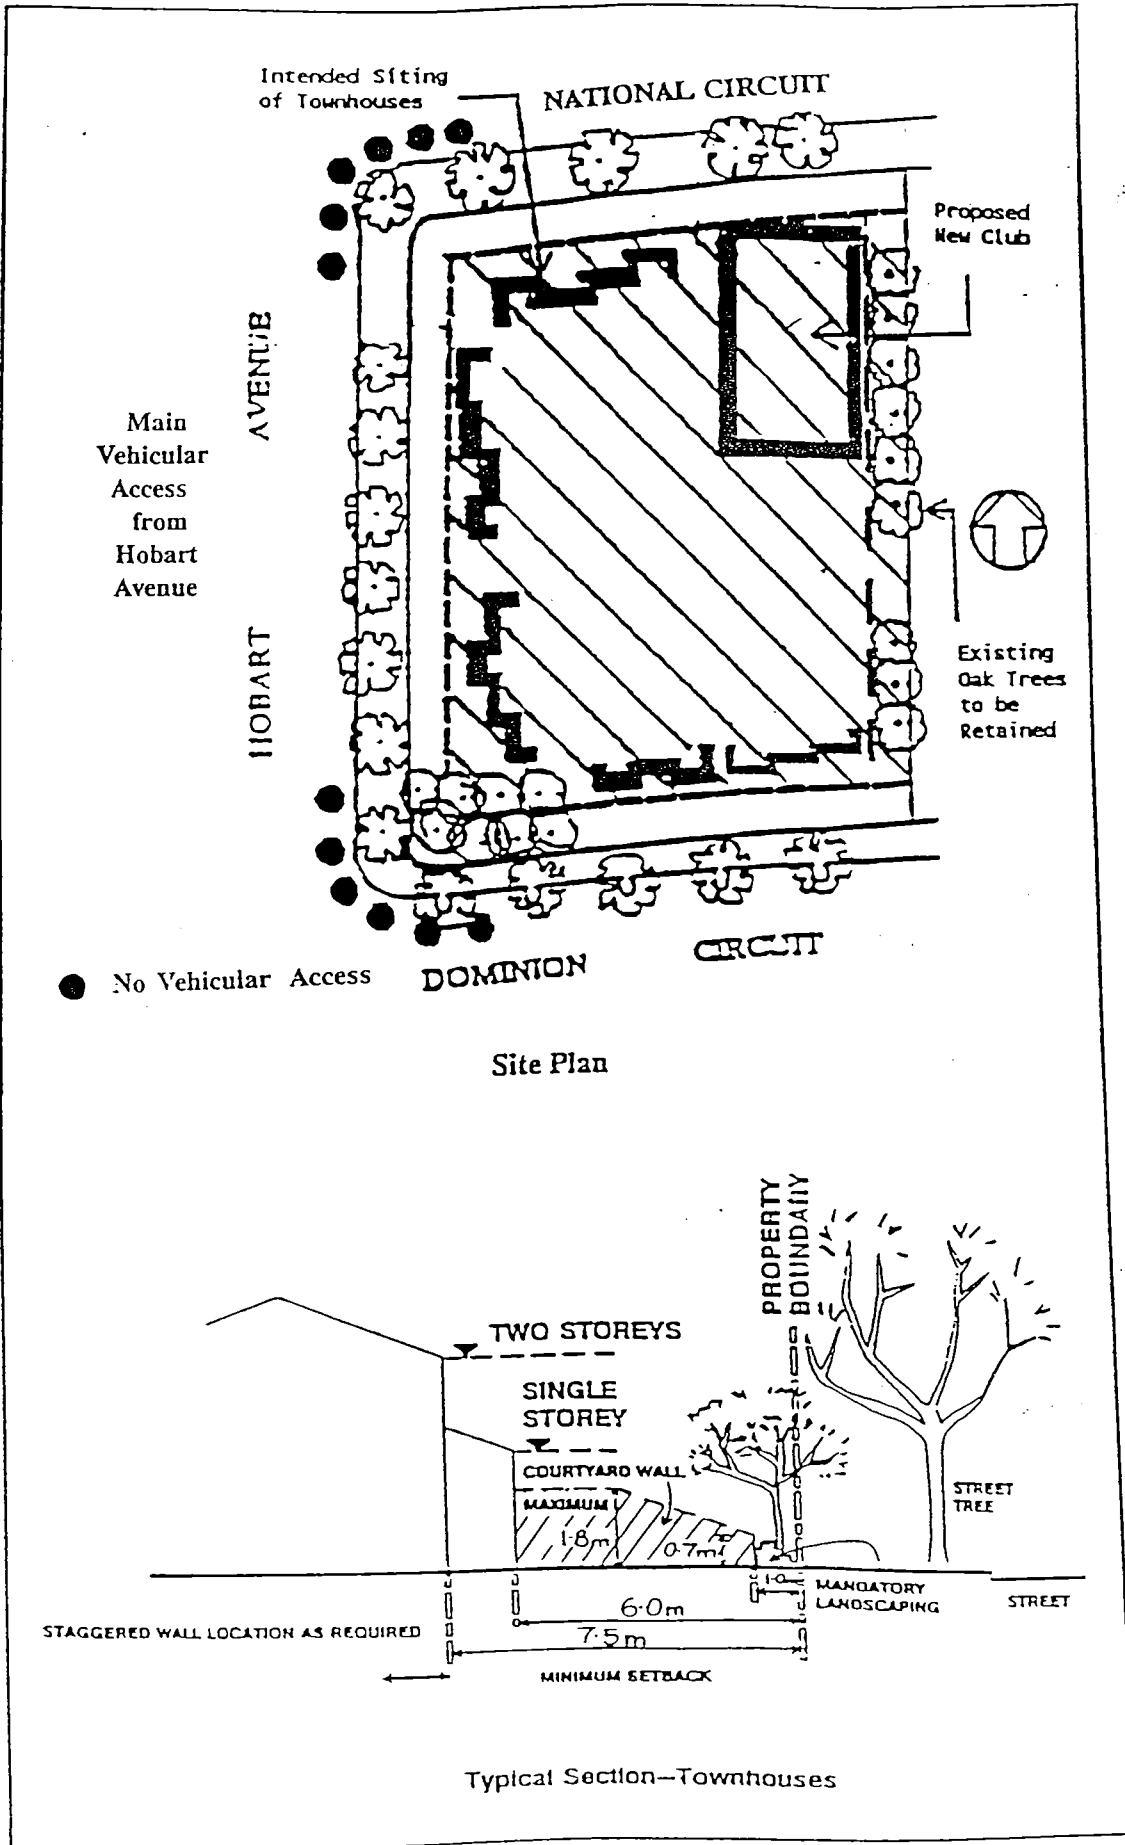 Intended Siting
of Townhouses
NATIONAL CIRCUIT
Proposed
New Club
AVENUE
Main
Vehicular
Access
from
Hobart
Avenue
HOBART
Existing
Oak Trees
to be
Retained
No Vehicular Access
DOMINION CIRCUIT
Site Plan
PROPERTY
BOUNDARY
TWO STOREYS
SINGLE
STOREY
COURTYARD WALL
MAXIMUM
1.8m
0.7m
STREET
TREE
1.0
MANDATORY
LANDSCAPING
STREET
6.0m
STAGGERED WALL LOCATION AS REQUIRED
7.5m
MINIMUM SETBACK
Typical Section—Townhouses